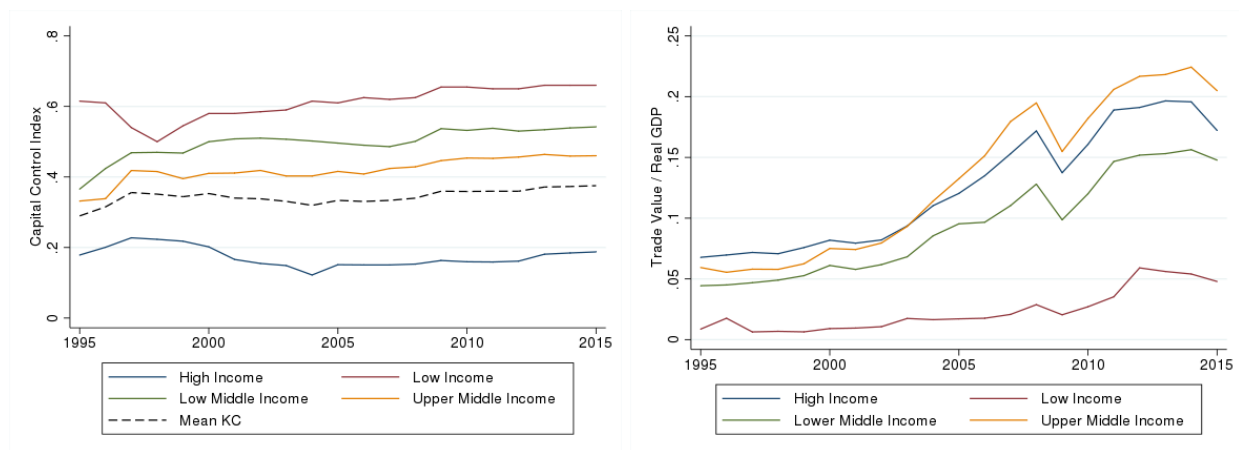 Capital Control Index
.8
.6
.4
.2
0
1995 2000 2005 2010 2015
High Income Low Income
Low Middle Income Upper Middle Income
Mean KC
Trade Value / Real GDP
.25
.2
.15
.1
.05
0
1995 2000 2005 2010 2015
High Income Low Income
Lower Middle Income Upper Middle Income